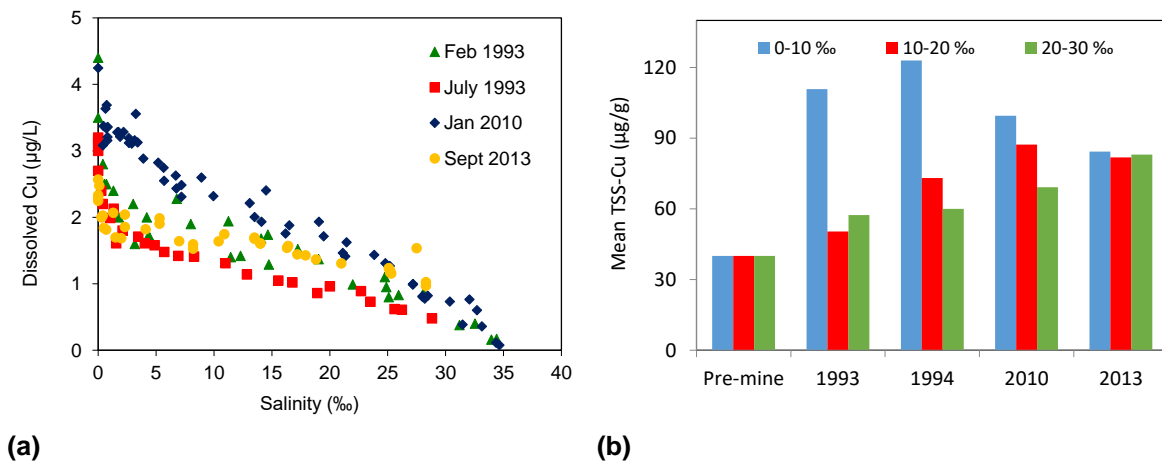 Dissolved Cu (µg/L)
5
4
3
2
1
0
0 5 10 15 20 25 30 35 40
Salinity (‰)
Feb 1993
July 1993
Jan 2010
Sept 2013
(a)
Mean TSS-Cu (µg/g)
120
90
60
30
0
0-10 ‰ 10-20 ‰ 20-30 ‰
Pre-mine 1993 1994 2010 2013
(b)